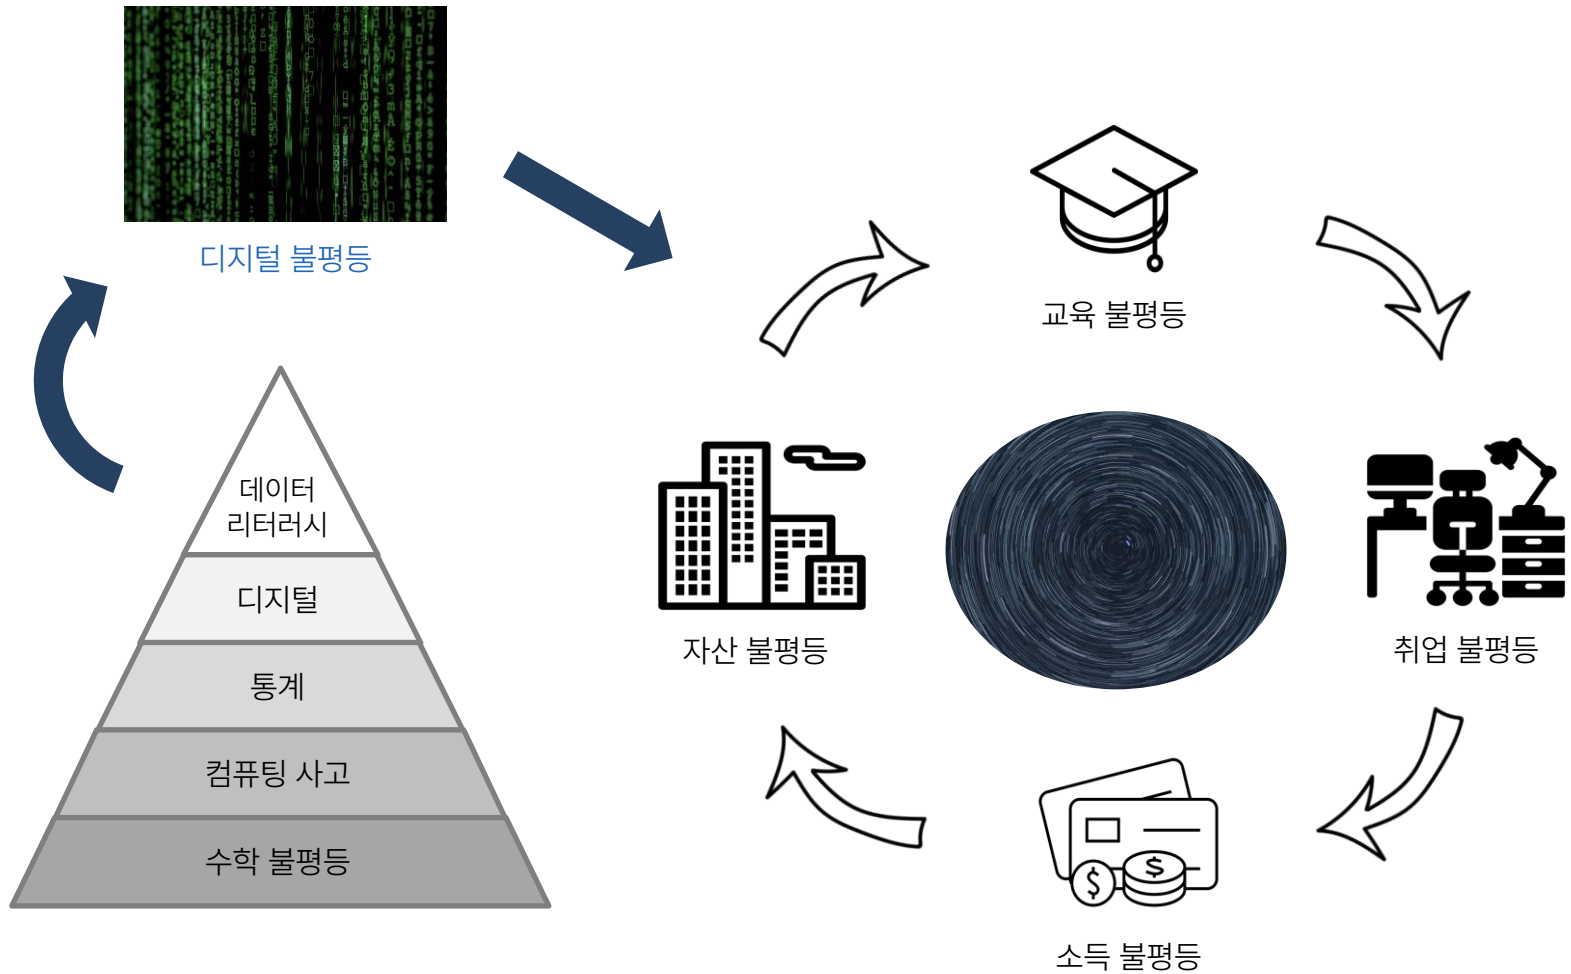 디지털 불평등
데이터
리터러시
디지털
통계
컴퓨팅 사고
수학 불평등
교육 불평등
취업 불평등
소득 불평등
자산 불평등